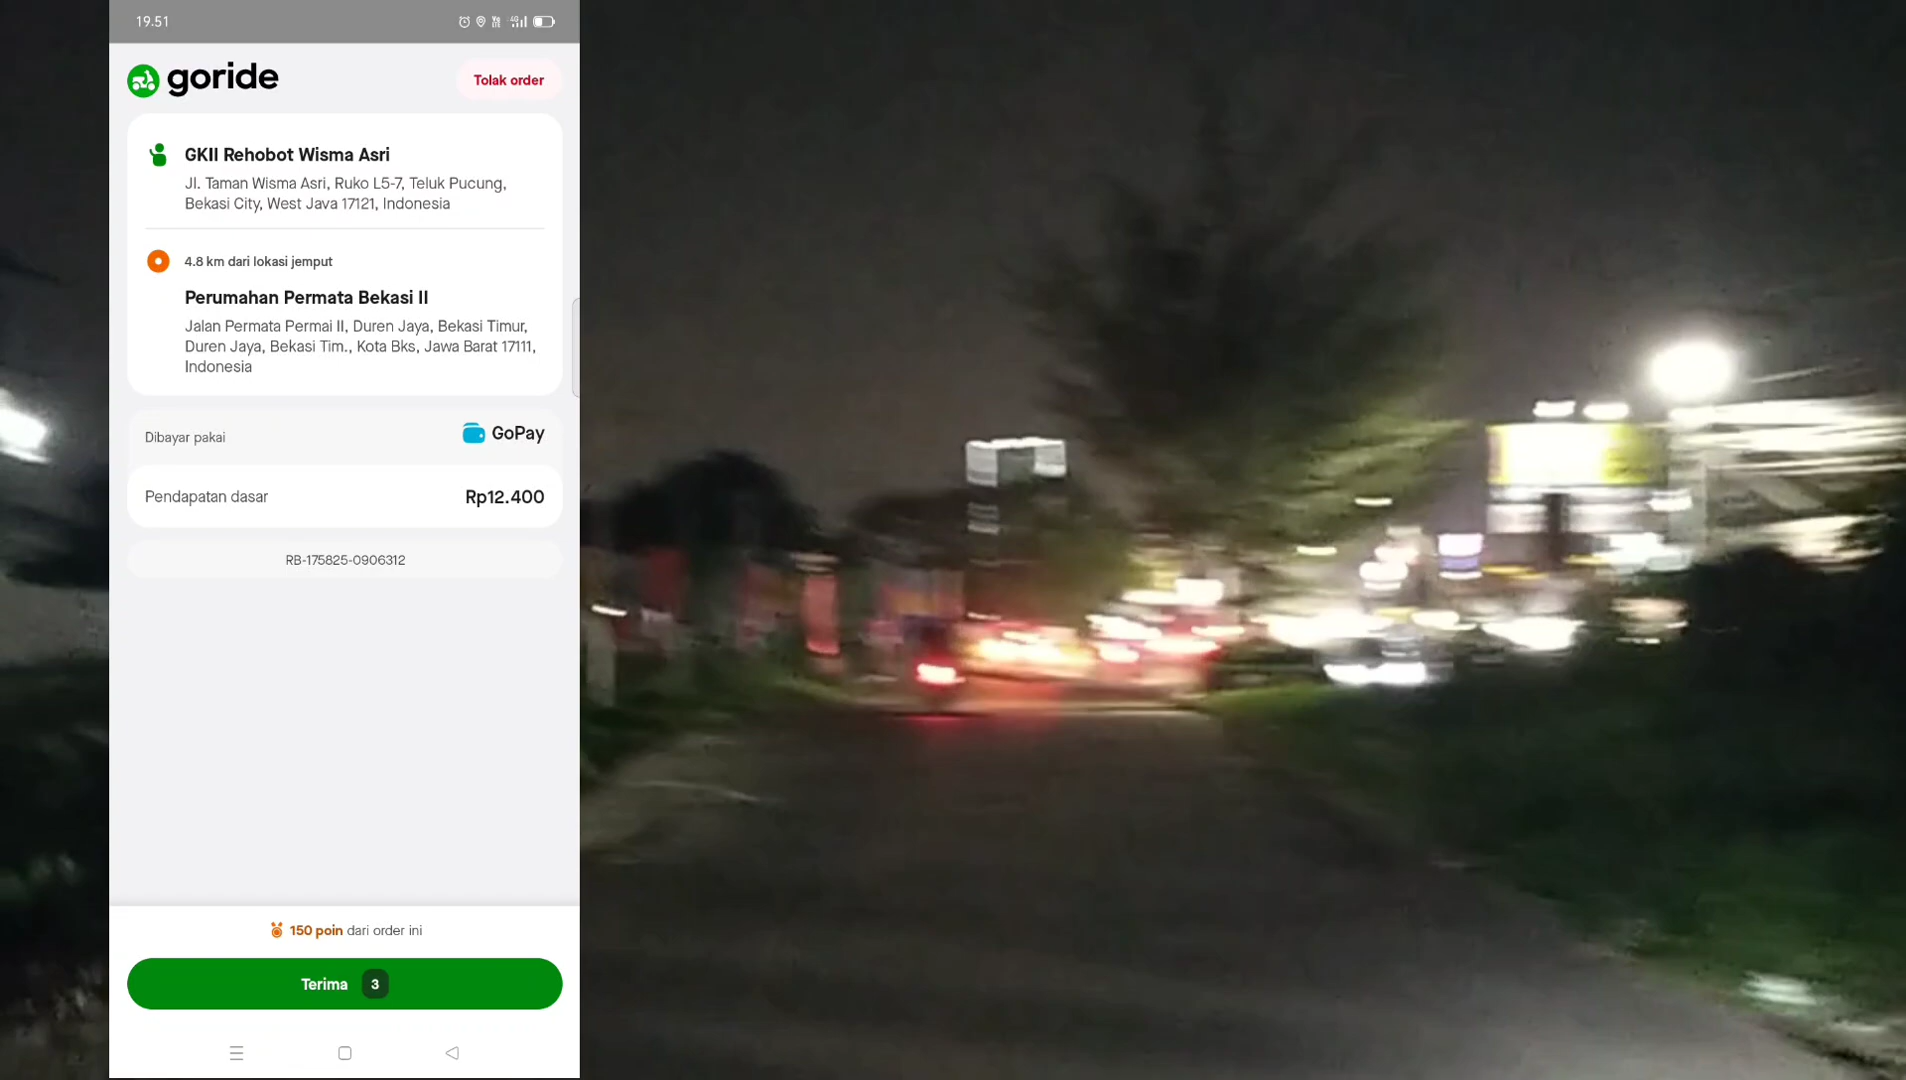 19.51
goride
Tolak order
GKII Rehobot Wisma Asri
Jl. Taman Wisma Asri, Ruko L5-7, Teluk Pucung,
Bekasi City, West Java 17121, Indonesia
4.8 km dari lokasi jemput
Perumahan Permata Bekasi II
Jalan Permata Permai II, Duren Jaya, Bekasi Timur,
Duren Jaya, Bekasi Tim., Kota Bks, Jawa Barat 17111,
Indonesia
Dibayar pakai
GoPay
Pendapatan dasar
Rp12.400
RB-175825-0906312
150 poin dari order ini
Terima 3